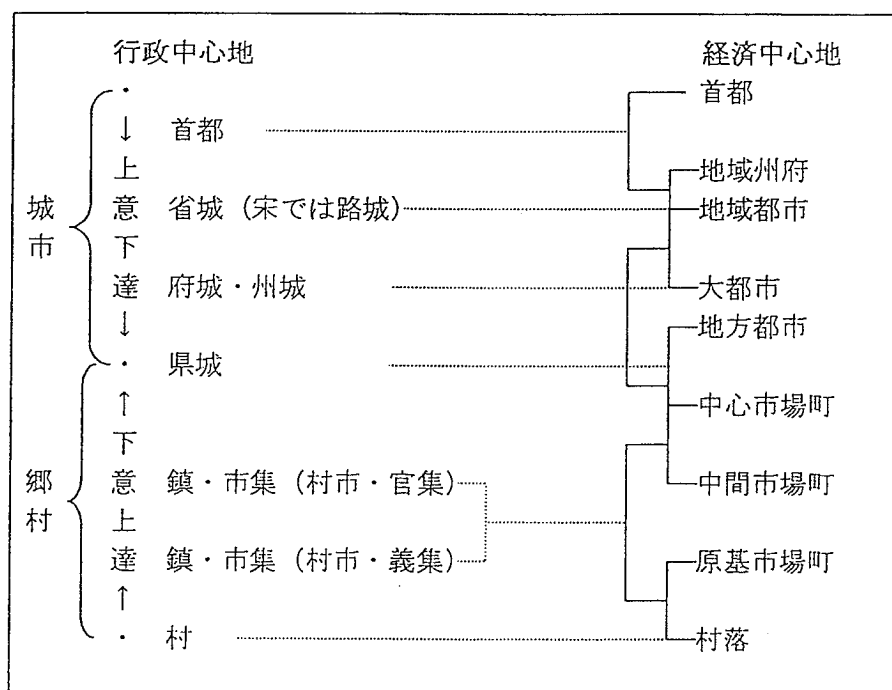 行政中心地 経済中心地
首都
・
↓ 首都
上 地域州府
城 意 省城（宋では路城） 地域都市
市 下
達 府城・州城 大都市
↓ 地方都市
・ 県城
↑ 中心市場町
下
郷 意 鎮・市集（村市・官集） 中間市場町
村 上
達 鎮・市集（村市・義集） 原基市場町
↑
・ 村 村落